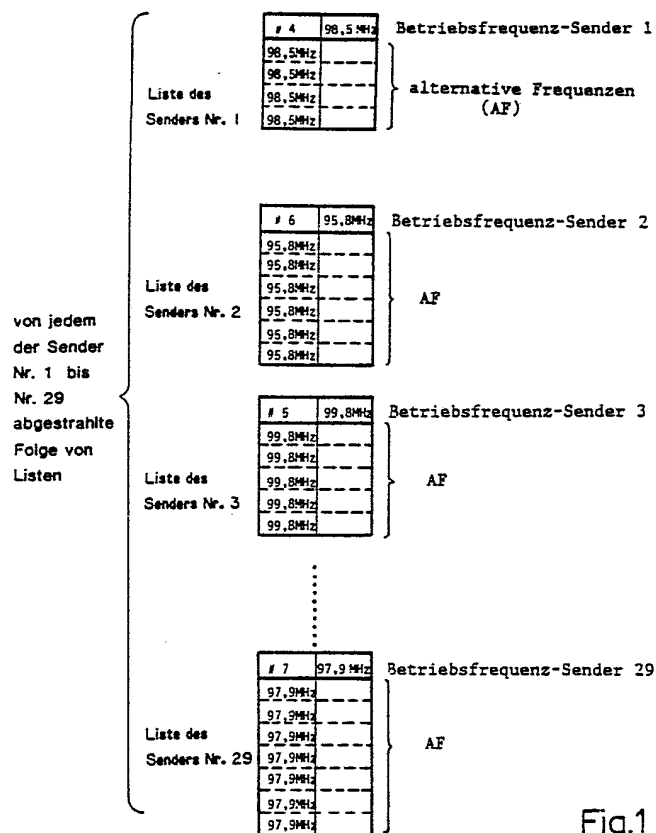 # 4 98,5 MHz Betriebsfrequenz-Sender 1
98,5MHz
98,5MHz
98,5MHz
98,5MHz
Liste des
Senders Nr. 1
alternative Frequenzen
(AF)
# 6 95,8MHz Betriebsfrequenz-Sender 2
95,8MHz
95,8MHz
95,8MHz
95,8MHz
95,8MHz
95,8MHz
Liste des
Senders Nr. 2
AF
von jedem
der Sender
Nr. 1 bis
Nr. 29
abgestrahlte
Folge von
Listen
# 5 99,8MHz Betriebsfrequenz-Sender 3
99,8MHz
99,8MHz
99,8MHz
99,8MHz
99,8MHz
Liste des
Senders Nr. 3
AF
# 7 97,9 MHz Betriebsfrequenz-Sender 29
97,9MHz
97,9MHz
97,9MHz
97,9MHz
97,9MHz
97,9MHz
97,9MHz
Liste des
Senders Nr. 29
AF
Fig.1